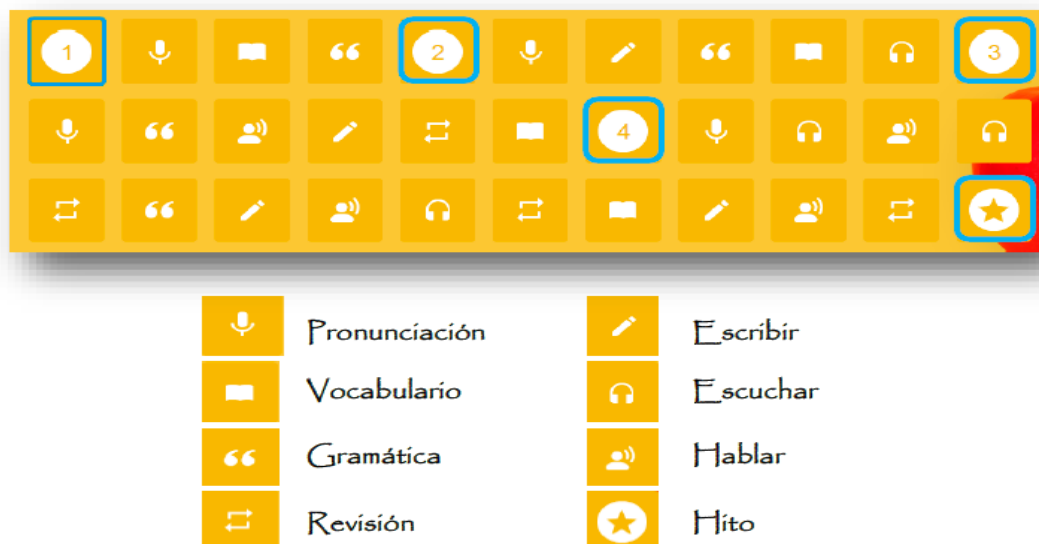 1 2 3
4
Pronunciación Escribir
Vocabulario Escuchar
Gramática Hablar
Revisión Hito